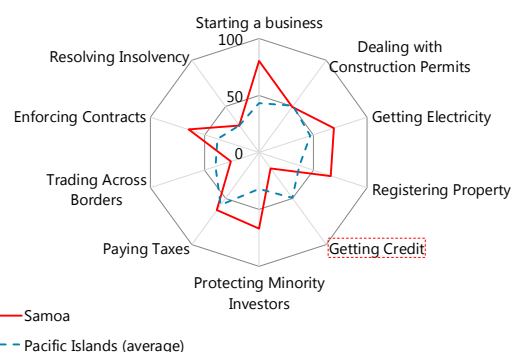 Starting a business
100
Dealing with
Construction Permits
Resolving Insolvency
50
Enforcing Contracts
Getting Electricity
0
Trading Across
Borders
Registering Property
Paying Taxes
Getting Credit
Protecting Minority
Investors
Samoa
Pacific Islands (average)